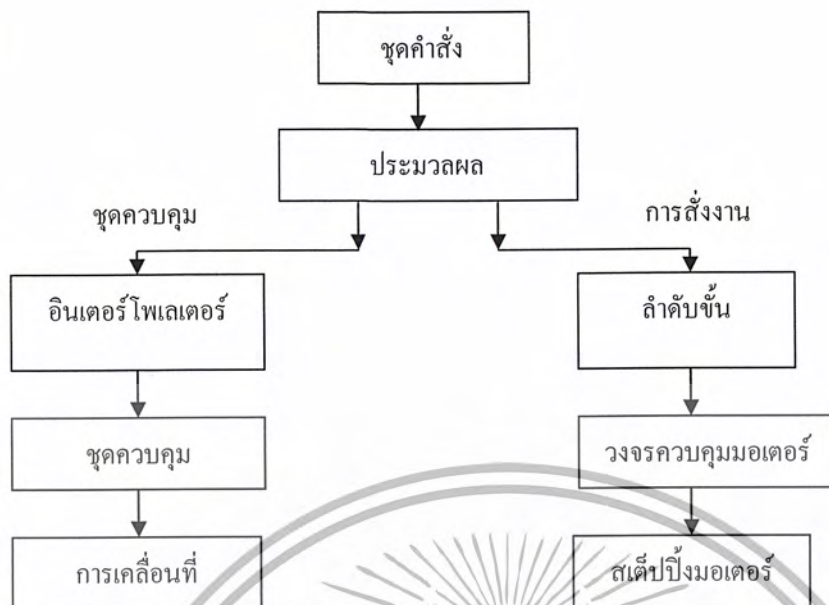 ชุดคำสั่ง
ประมวลผล
ชุดควบคุม
การสั่งงาน
อินเตอร์โพเลเตอร์
ลำดับขั้น
ชุดควบคุม
วงจรควบคุมมอเตอร์
การเคลื่อนที่
สเต็ปปิ้งมอเตอร์